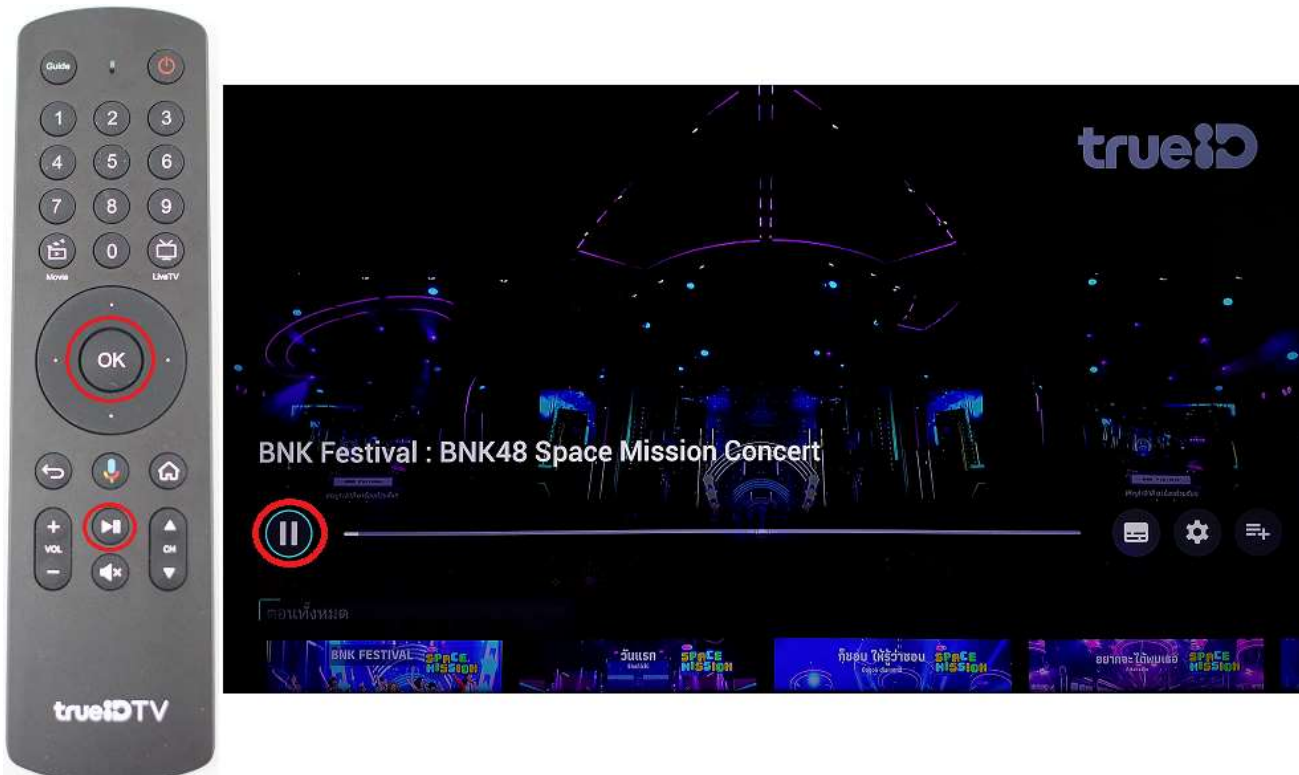 Guide
1 2 3
4 5 6
7 8 9
0
Movie LiveTV
OK
+ +
VOL CH
-
trueIDTV
trueID
BNK Festival : BNK48 Space Mission Concert
ตอนทั้งหมด
BNK FESTIVAL SPACE MISSION
วันแรก SPACE MISSION
ก็ชอบ ให้รู้ว่าชอบ SPACE MISSION
อยากจะได้พบเธอ SPACE MISSION